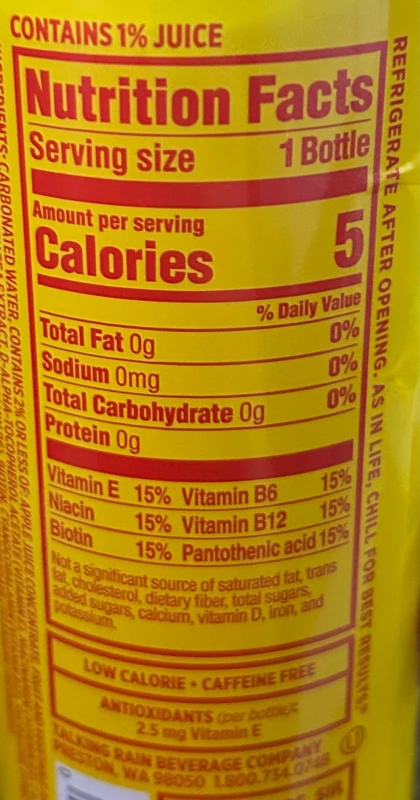 CONTAINS 1% JUICE
Nutrition Facts
Serving size 1 Bottle
Amount per serving
Calories 5
% Daily Value
Total Fat 0g 0%
Sodium 0mg 0%
Total Carbohydrate 0g 0%
Protein 0g
Vitamin E 15% Vitamin B6 15%
Niacin 15% Vitamin B12 15%
Biotin 15% Pantothenic acid 15%
Not a significant source of saturated fat, trans
fat, cholesterol, dietary fiber, total sugars,
added sugars, calcium, vitamin D, iron, and
potassium.
LOW CALORIE • CAFFEINE FREE
ANTIOXIDANTS (per bottle):
2.5 mg Vitamin E
TALKING RAIN BEVERAGE COMPANY
PRESTON, WA 98050 1.800.734.0748
U
REFRIGERATE AFTER OPENING. AS IN LIFE, CHILL FOR BEST RESULTS.
INGREDIENTS: CARBONATED WATER, CONTAINS 2% OR LESS OF: APPLE JUICE CONCENTRATE,
EXTRACT, D-ALPHA-TOCOPHEROL